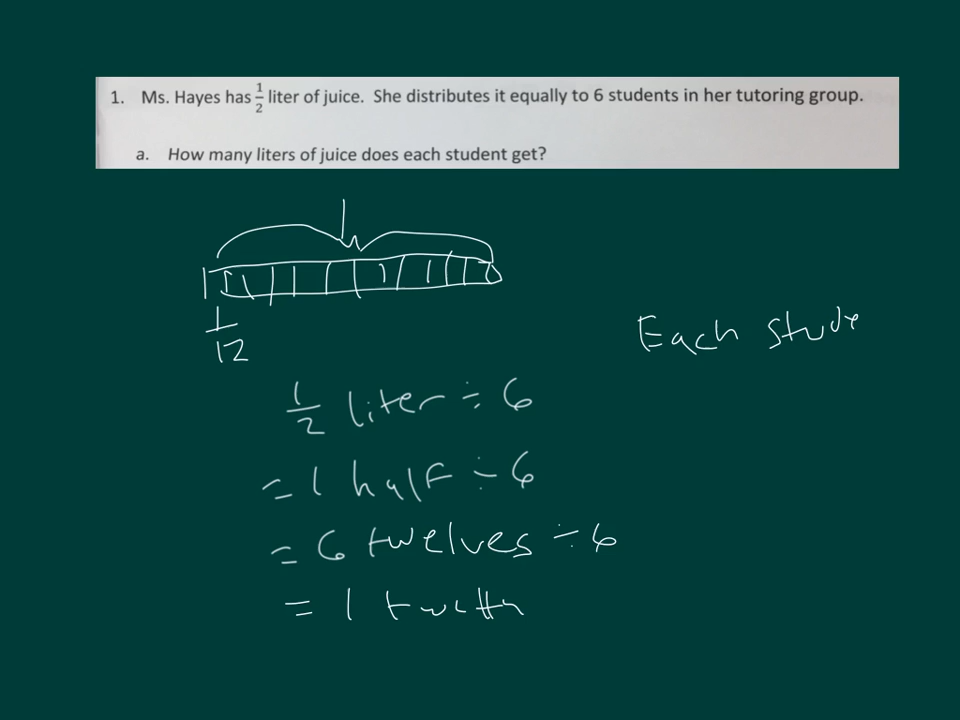 1. Ms. Hayes has 1/2 liter of juice. She distributes it equally to 6 students in her tutoring group.
a. How many liters of juice does each student get?
1
1/12
Each stude
1/2 liter ÷ 6
= 1 half ÷ 6
= 6 twelves ÷ 6
= 1